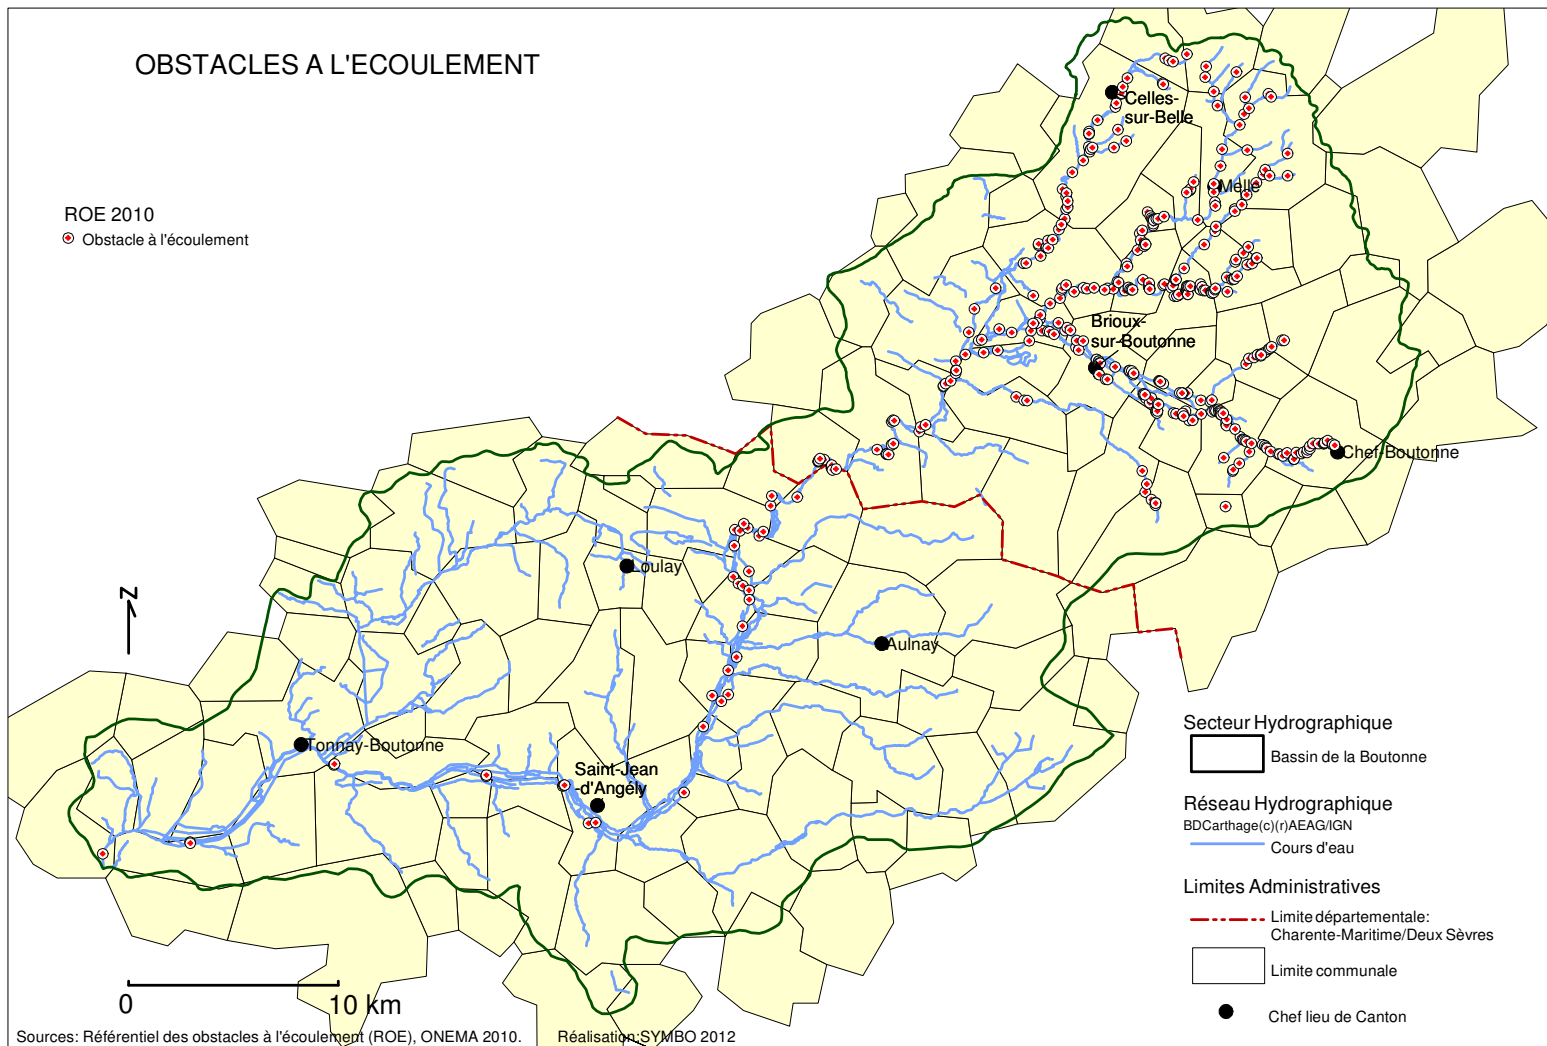 OBSTACLES A L'ECOULEMENT
ROE 2010
Obstacle à l'écoulement
Celles-
sur-Belle
Melle
Brioux-
sur-Boutonne
Chef-Boutonne
Loulay
Aulnay
Tonnay-Boutonne
Saint-Jean
-d'Angély
N
Secteur Hydrographique
Bassin de la Boutonne
Réseau Hydrographique
BDCarthage(c)(r)AEAG/IGN
Cours d'eau
Limites Administratives
Limite départementale:
Charente-Maritime/Deux Sèvres
Limite communale
Chef lieu de Canton
0 10 km
Sources: Référentiel des obstacles à l'écoulement (ROE), ONEMA 2010. Réalisation:SYMBO 2012